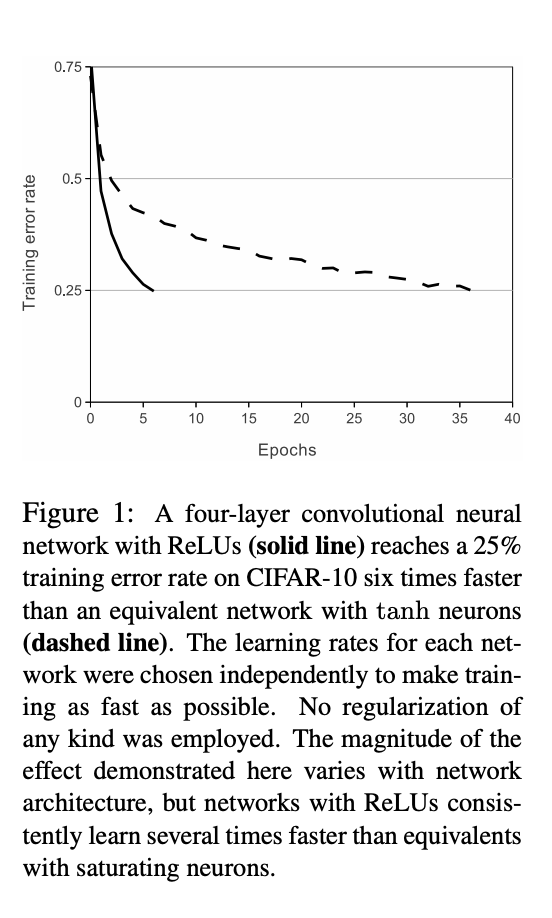 0.75
0.5
0.25
0
Training error rate
0 5 10 15 20 25 30 35 40
Epochs
Figure 1: A four-layer convolutional neural
network with ReLUs (solid line) reaches a 25%
training error rate on CIFAR-10 six times faster
than an equivalent network with tanh neurons
(dashed line). The learning rates for each net-
work were chosen independently to make train-
ing as fast as possible. No regularization of
any kind was employed. The magnitude of the
effect demonstrated here varies with network
architecture, but networks with ReLUs consis-
tently learn several times faster than equivalents
with saturating neurons.